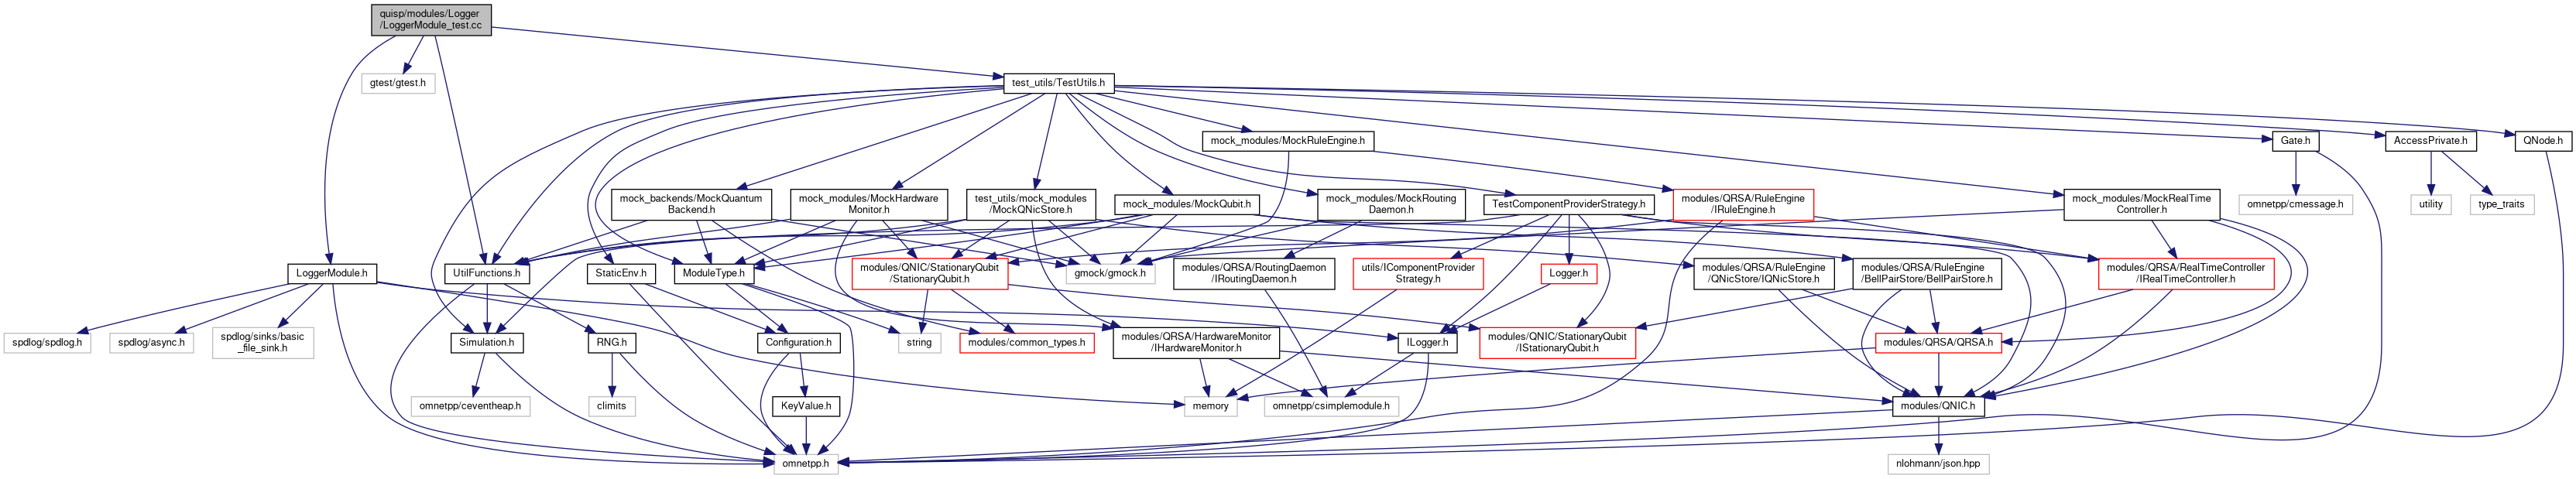 quisp/modules/Logger
/LoggerModule_test.cc
gtest/gtest.h
test_utils/TestUtils.h
mock_modules/MockRuleEngine.h
Gate.h
AccessPrivate.h
QNode.h
mock_backends/MockQuantum
Backend.h
mock_modules/MockHardware
Monitor.h
test_utils/mock_modules
/MockQNicStore.h
mock_modules/MockQubit.h
mock_modules/MockRouting
Daemon.h
TestComponentProviderStrategy.h
modules/QRSA/RuleEngine
/IRuleEngine.h
mock_modules/MockRealTime
Controller.h
omnetpp/cmessage.h
utility
type_traits
LoggerModule.h
UtilFunctions.h
StaticEnv.h
ModuleType.h
modules/QNIC/StationaryQubit
/StationaryQubit.h
gmock/gmock.h
modules/QRSA/RoutingDaemon
/IRoutingDaemon.h
utils/IComponentProvider
Strategy.h
Logger.h
modules/QRSA/RuleEngine
/QNicStore/IQNicStore.h
modules/QRSA/RuleEngine
/BellPairStore/BellPairStore.h
modules/QRSA/RealTimeController
/IRealTimeController.h
spdlog/spdlog.h
spdlog/async.h
spdlog/sinks/basic
_file_sink.h
Simulation.h
RNG.h
Configuration.h
string
modules/common_types.h
modules/QRSA/HardwareMonitor
/IHardwareMonitor.h
ILogger.h
modules/QNIC/StationaryQubit
/IStationaryQubit.h
modules/QRSA/QRSA.h
omnetpp/ceventheap.h
climits
KeyValue.h
memory
omnetpp/csimplemodule.h
modules/QNIC.h
omnetpp.h
nlohmann/json.hpp